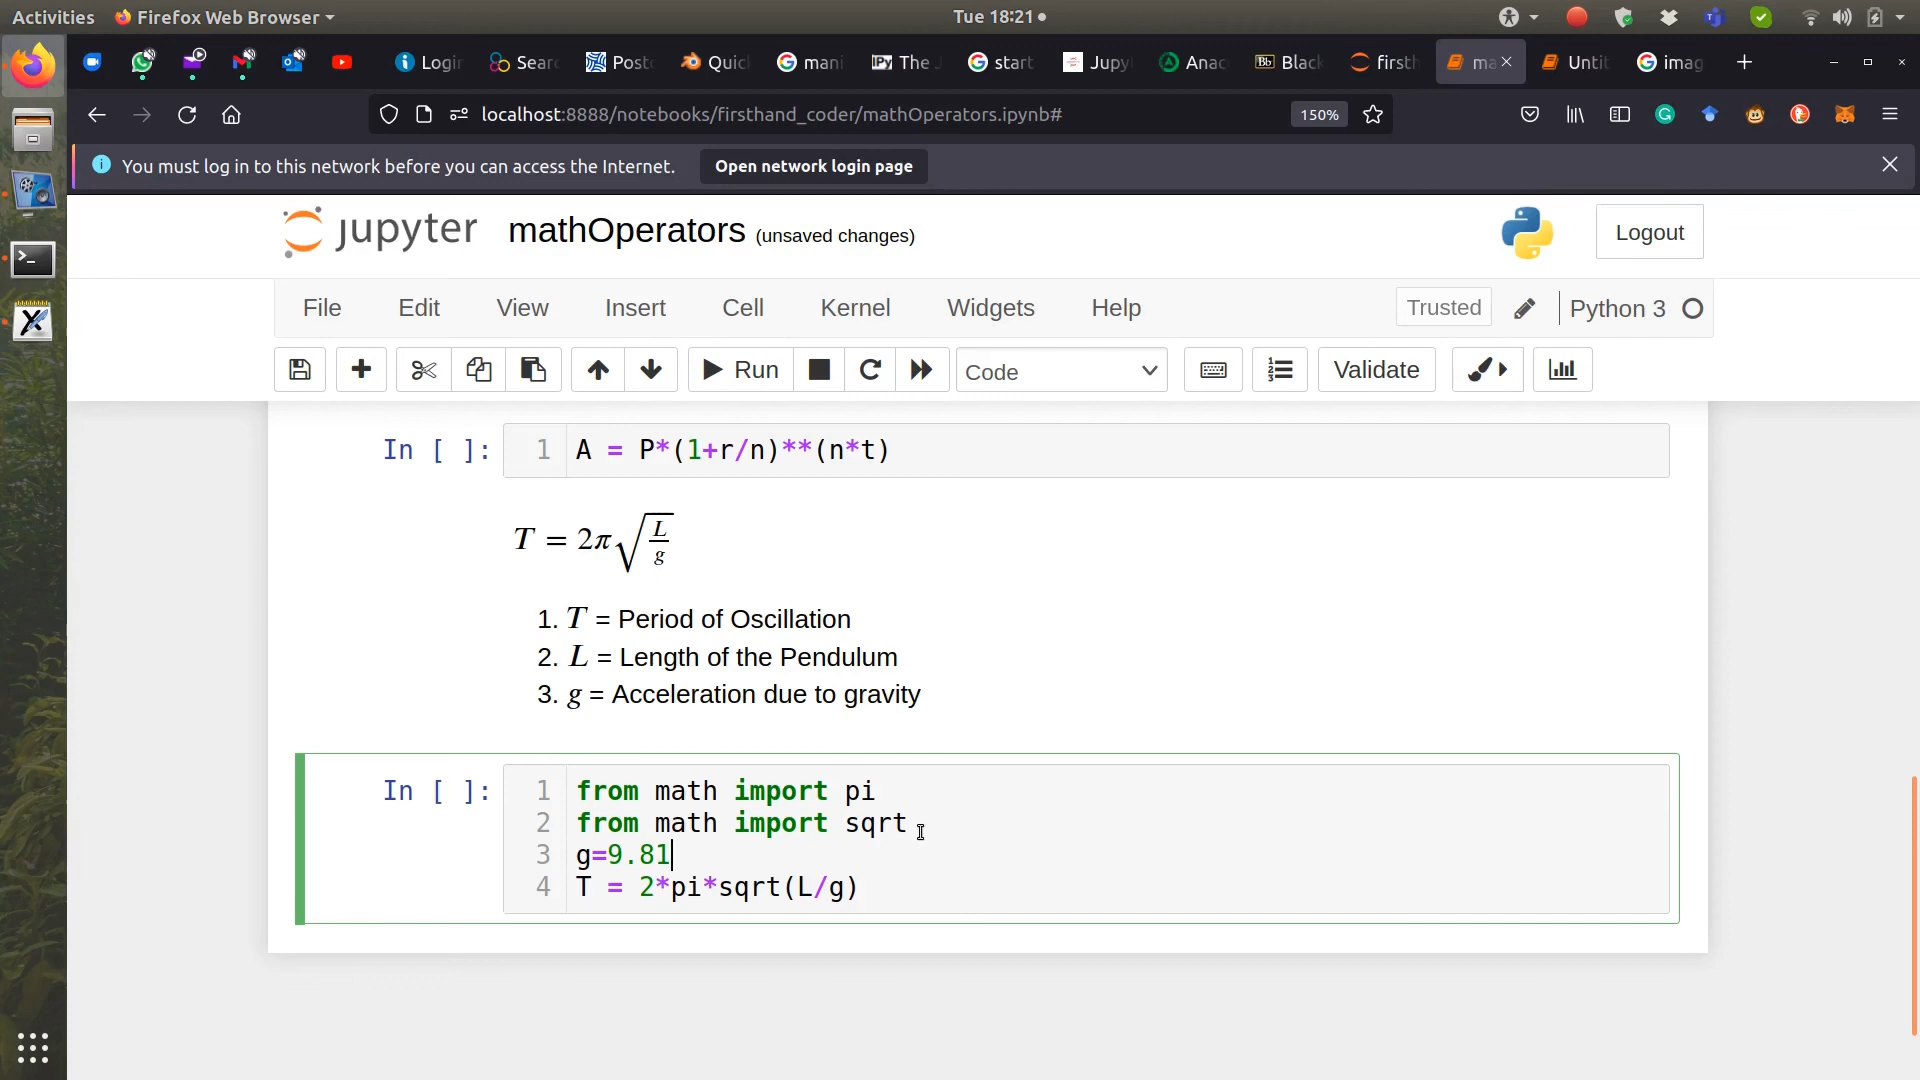 Activities Firefox Web Browser Tue 18:21
Login Sear Posto Quic mani IPy The J start Jupy Anac Bb Black firsth ma Unti imag
localhost:8888/notebooks/firsthand_coder/mathOperators.ipynb# 150%
You must log in to this network before you can access the Internet. Open network login page
jupyter mathOperators (unsaved changes) Logout
File Edit View Insert Cell Kernel Widgets Help Trusted Python 3
Run Code Validate
In [ ]: 1 A = P*(1+r/n)**(n*t)
T = 2π√(L/g)
1. T = Period of Oscillation
2. L = Length of the Pendulum
3. g = Acceleration due to gravity
In [ ]: 1 from math import pi
2 from math import sqrt
3 g=9.81
4 T = 2*pi*sqrt(L/g)